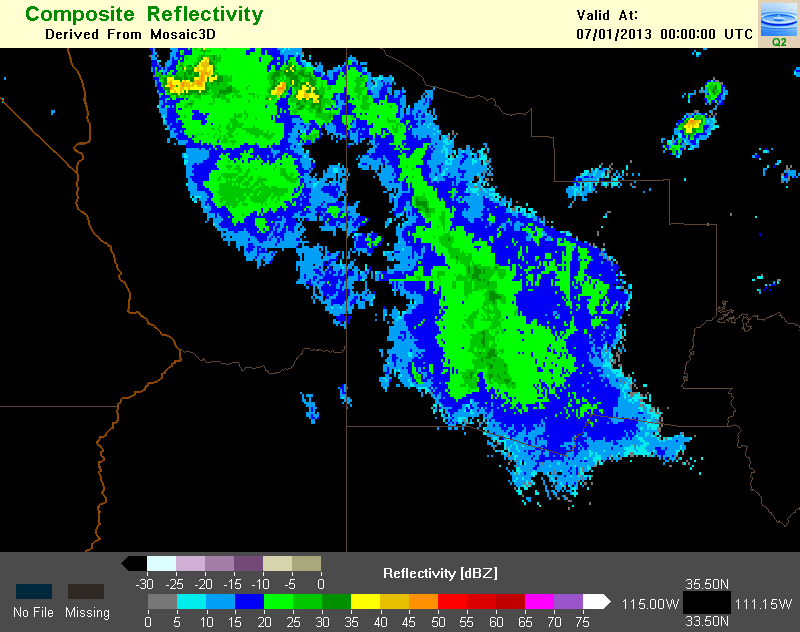 Composite Reflectivity
Derived From Mosaic3D
Valid At:
07/01/2013 00:00:00 UTC
Q2
-30 -25 -20 -15 -10 -5 0
Reflectivity [dBZ]
No File Missing
0 5 10 15 20 25 30 35 40 45 50 55 60 65 70 75
35.50N
115.00W 111.15W
33.50N